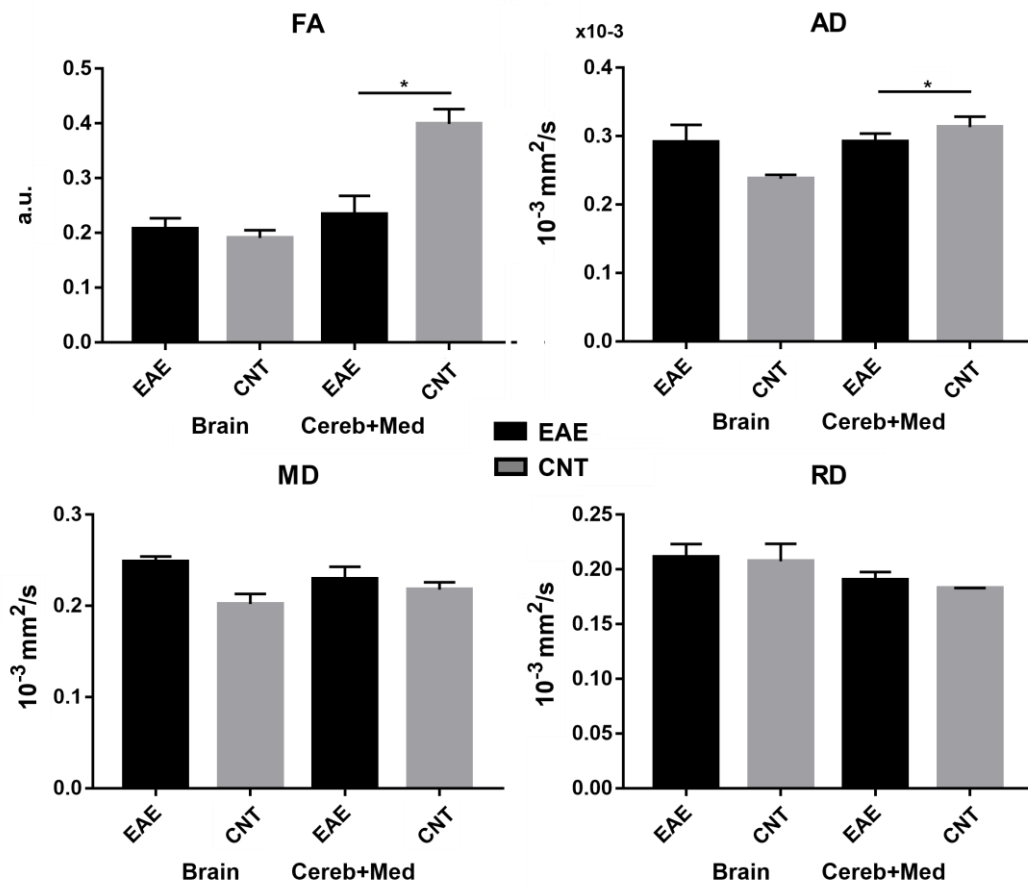 FA
0.5
0.4
0.3
0.2
0.1
0.0
a.u.
*
EAE
CNT
EAE
CNT
Brain
Cereb+Med
AD
x10-3
0.4
0.3
0.2
0.1
0.0
10⁻³ mm²/s
*
EAE
CNT
EAE
CNT
Brain
Cereb+Med
EAE
CNT
MD
0.3
0.2
0.1
0.0
10⁻³ mm²/s
EAE
CNT
EAE
CNT
Brain
Cereb+Med
RD
0.25
0.20
0.15
0.10
0.05
0.00
10⁻³ mm²/s
EAE
CNT
EAE
CNT
Brain
Cereb+Med